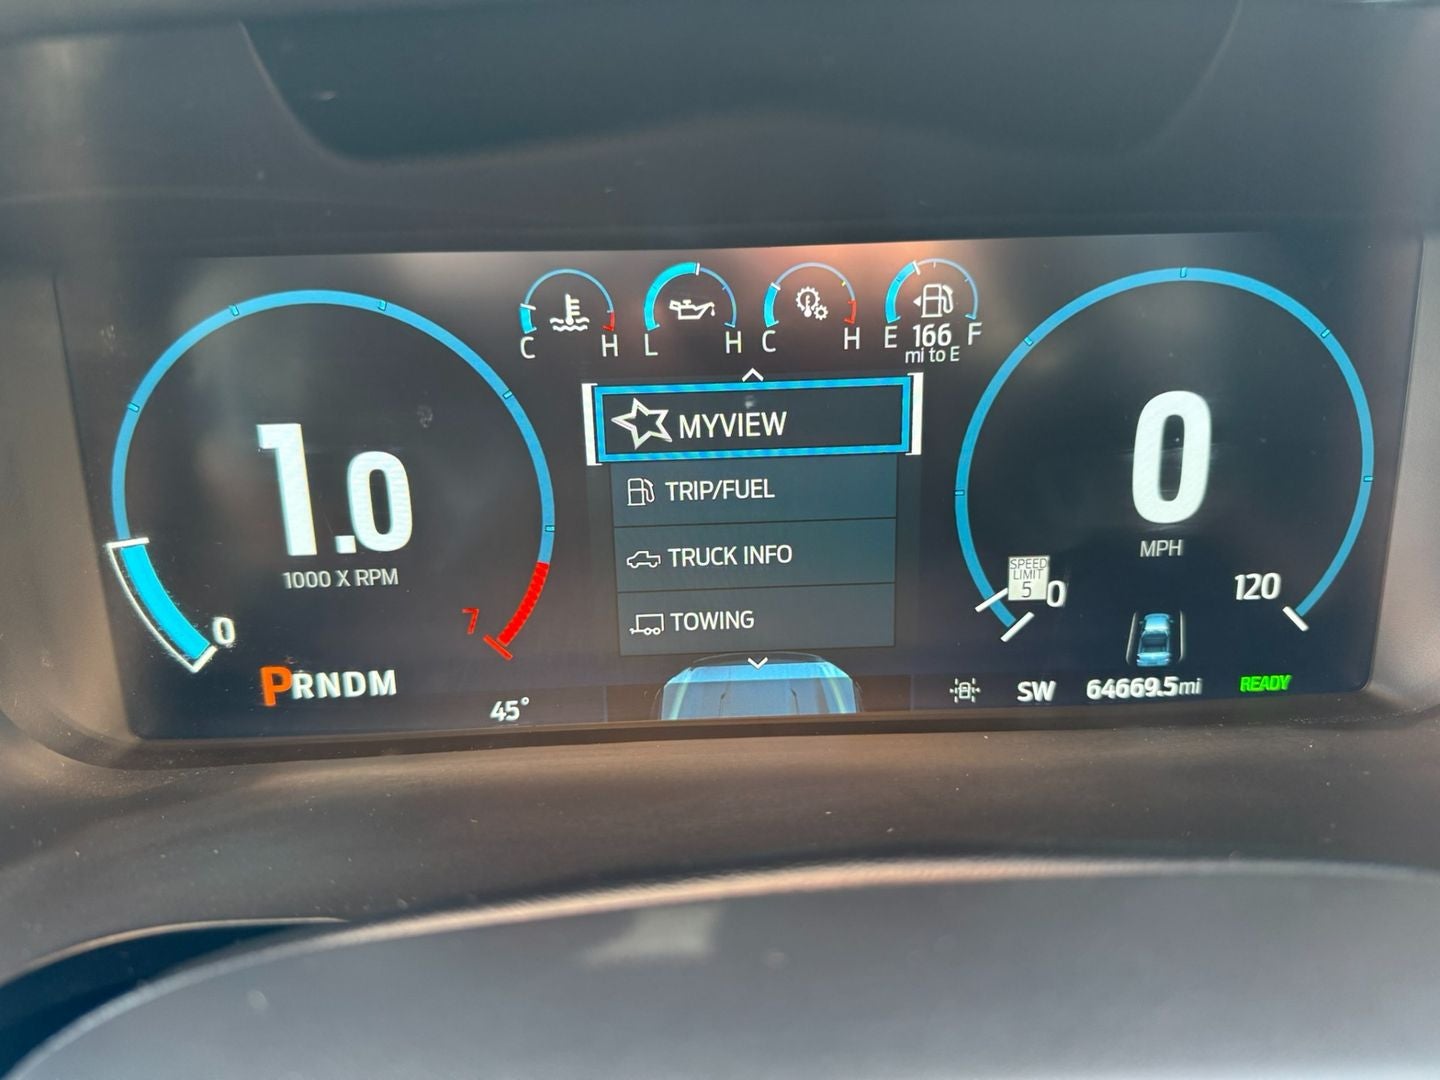 C H
L H
C H
E 166 F
mi to E
MYVIEW
TRIP/FUEL
TRUCK INFO
TOWING
1.0
1000 X RPM
0
7
PRNDM
45°
0
MPH
SPEED
LIMIT
5
0
120
SW
64669.5mi
READY